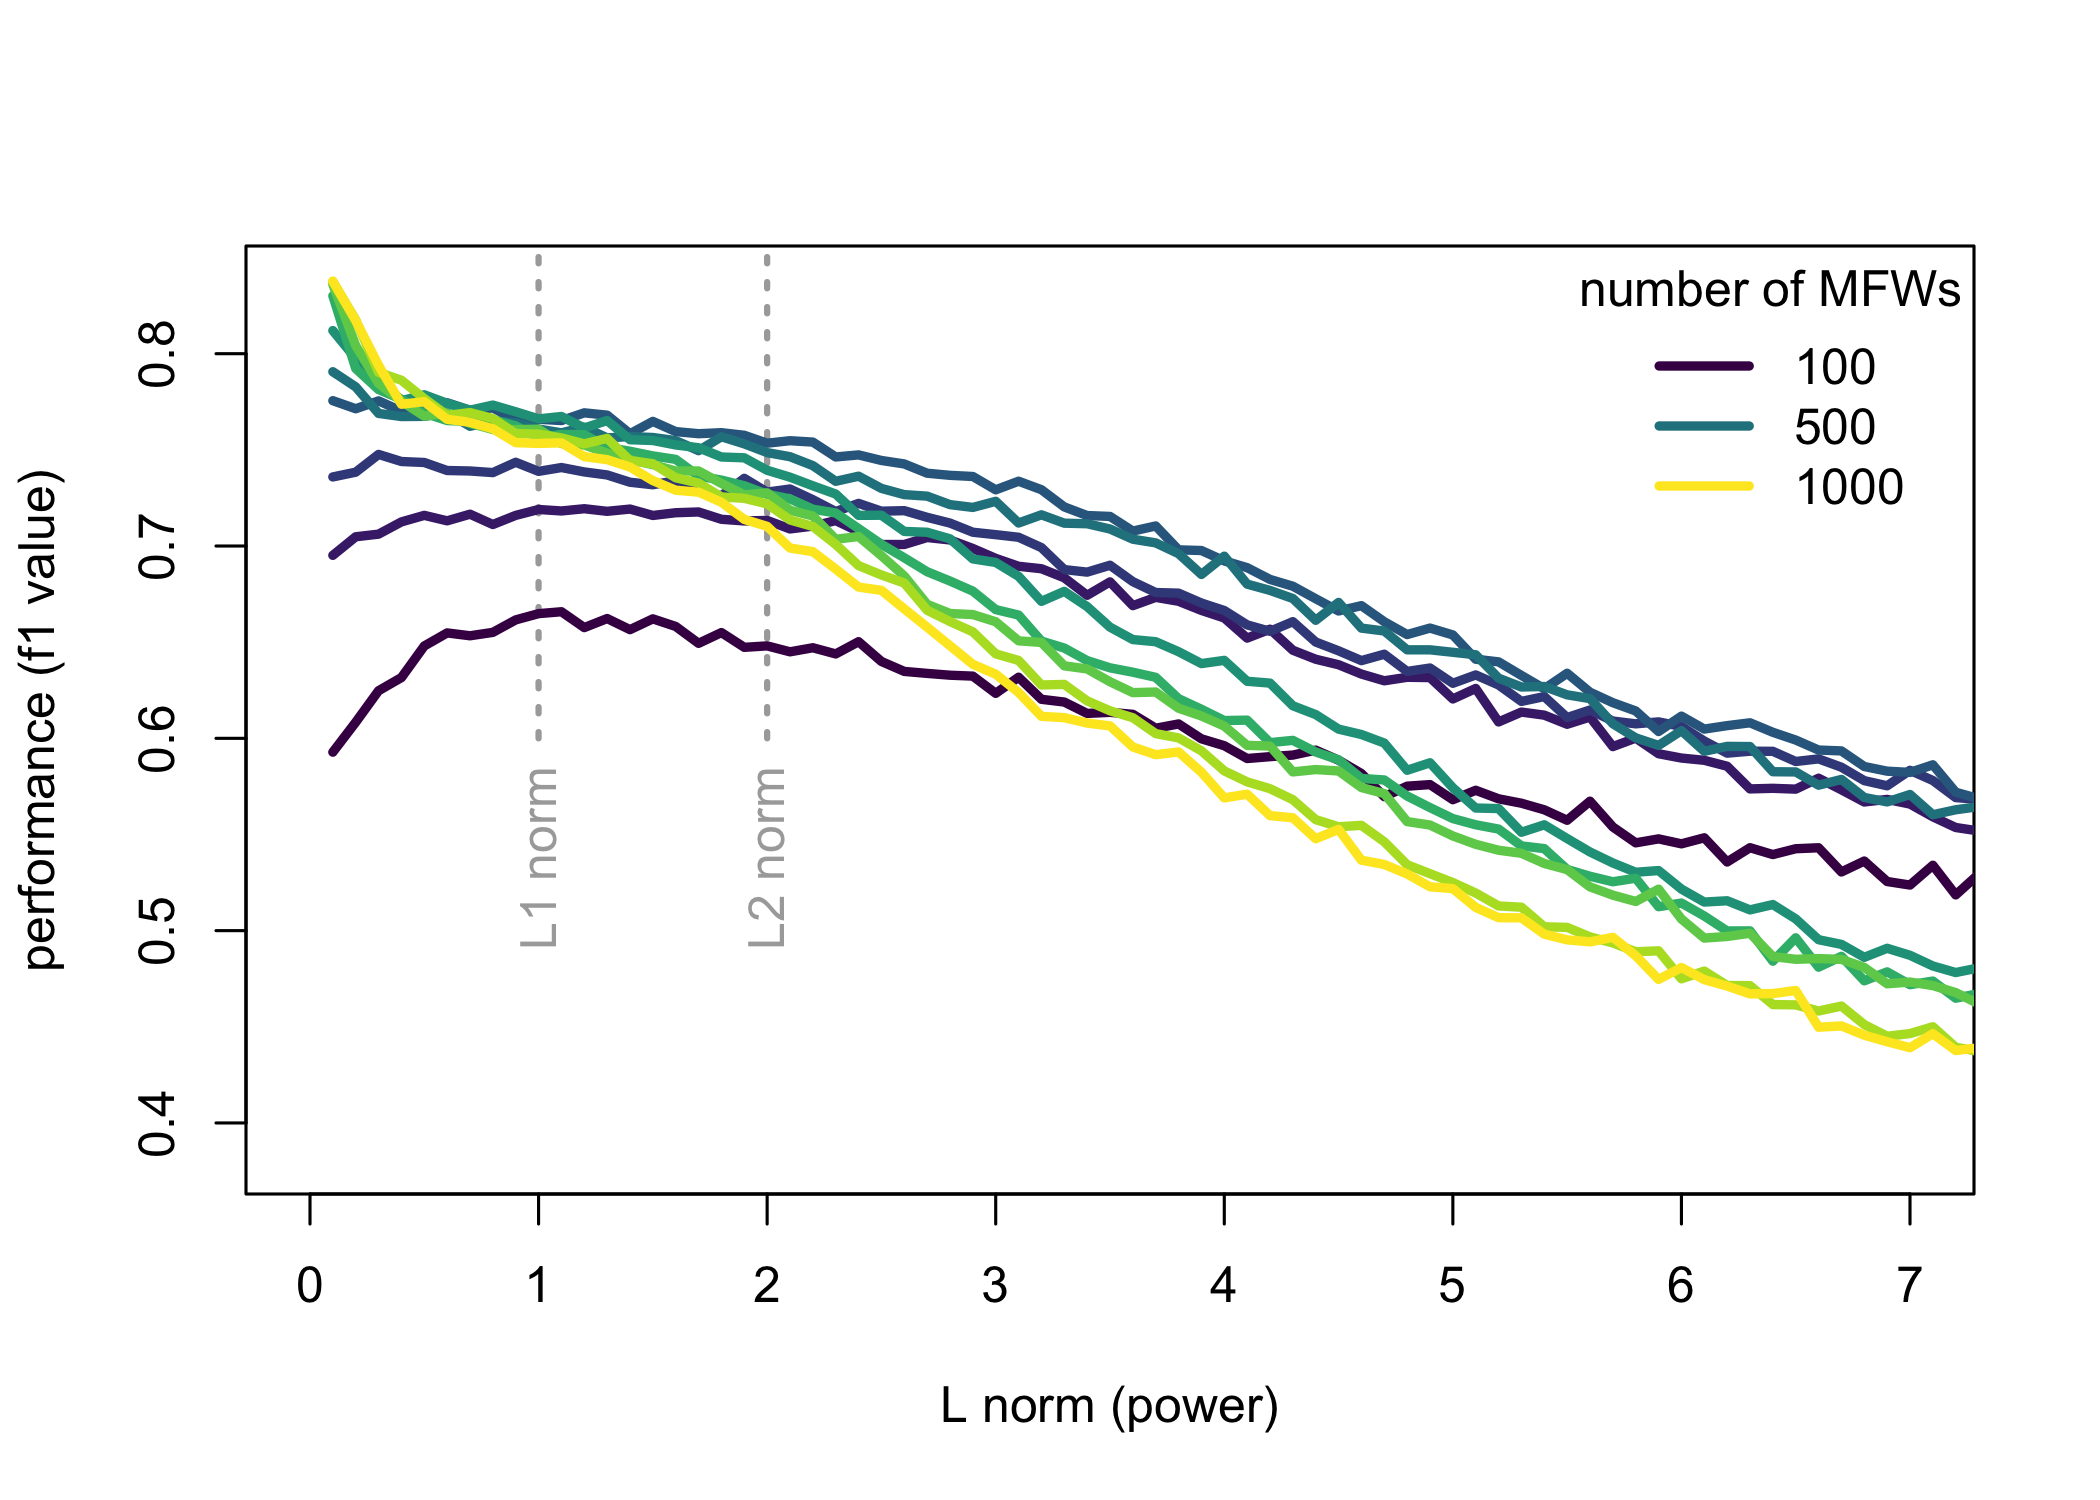 number of MFWs
100
500
1000
performance (f1 value)
0.8
0.7
0.6
0.5
0.4
L1 norm
L2 norm
0 1 2 3 4 5 6 7
L norm (power)